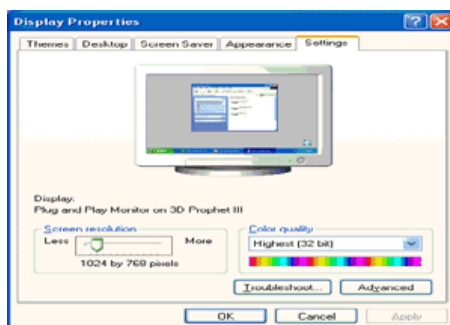 Display Properties
Themes Desktop Screen Saver Appearance Settings
Display:
Plug and Play Monitor on 3D Prophet III
Screen resolution
Less More
1024 by 768 pixels
Color quality
Highest (32 bit)
Troubleshoot... Advanced
OK Cancel Apply